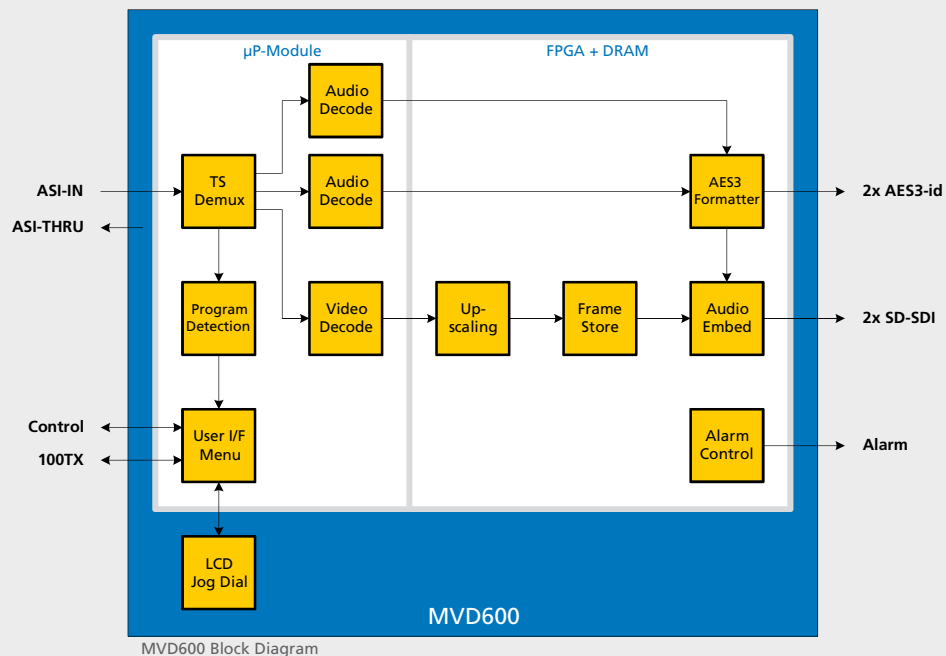 µP-Module
FPGA + DRAM
Audio
Decode
ASI-IN
TS
Demux
Audio
Decode
AES3
Formatter
2x AES3-id
ASI-THRU
Program
Detection
Video
Decode
Up-
scaling
Frame
Store
Audio
Embed
2x SD-SDI
Control
100TX
User I/F
Menu
Alarm
Control
Alarm
LCD
Jog Dial
MVD600
MVD600 Block Diagram